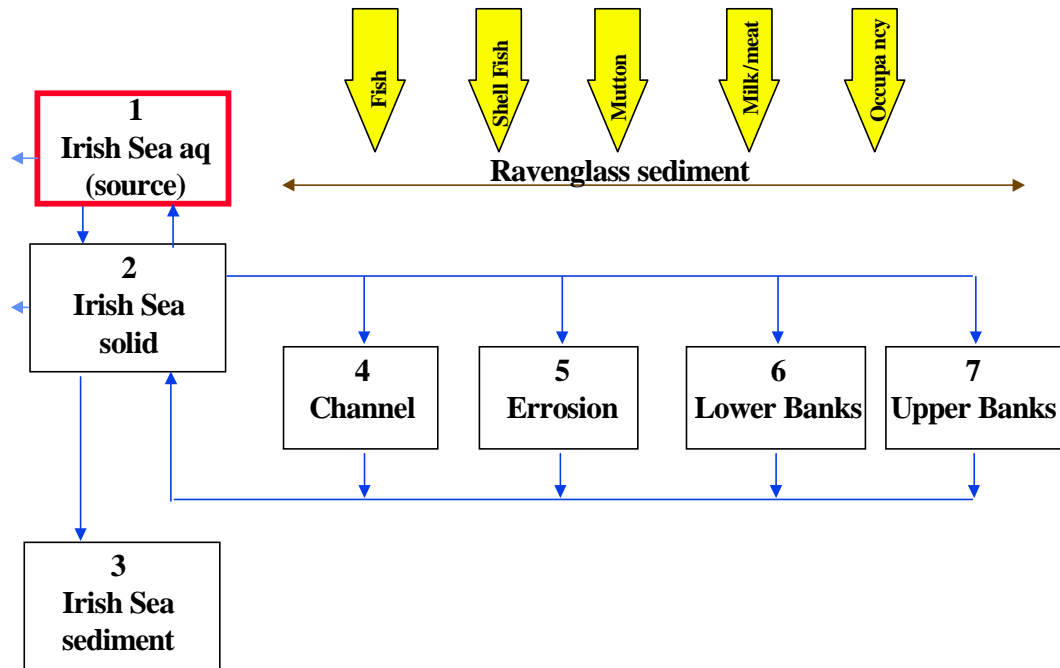 Fish
Shell Fish
Mutton
Milk/meat
Occupa ncy
1
Irish Sea aq
(source)
Ravenglass sediment
2
Irish Sea
solid
4
Channel
5
Errosion
6
Lower Banks
7
Upper Banks
3
Irish Sea
sediment